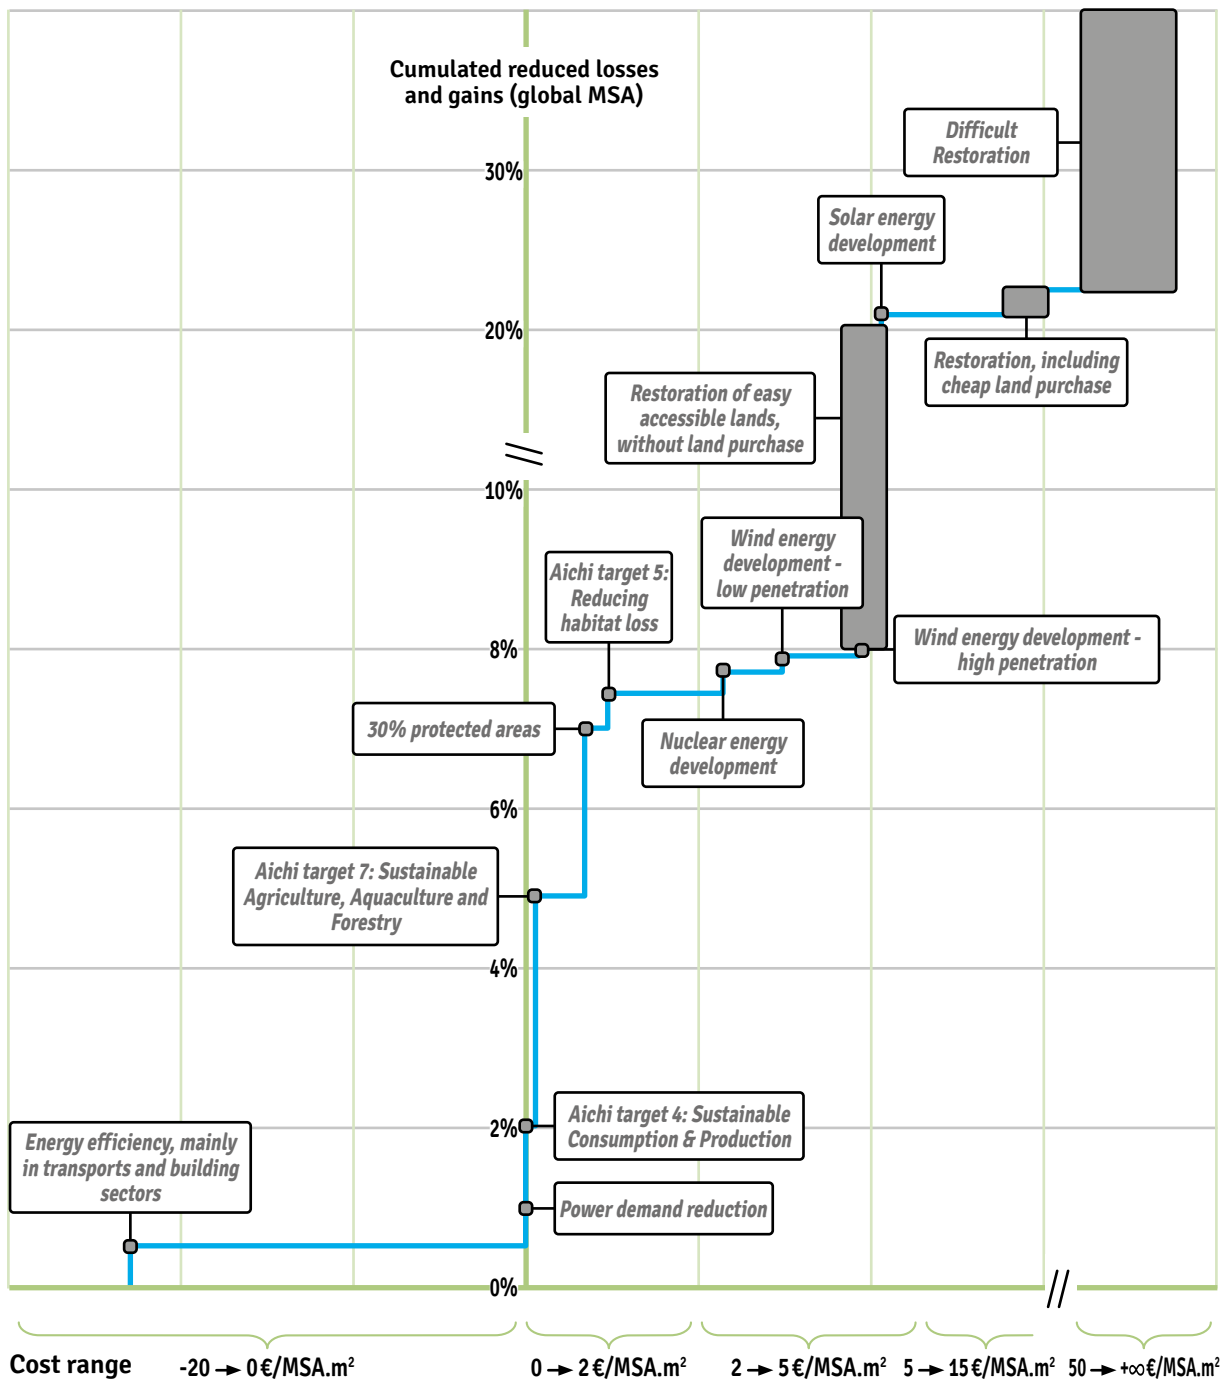 Cumulated reduced losses
and gains (global MSA)
Difficult
Restoration
30%
Solar energy
development
20%
Restoration, including
cheap land purchase
Restoration of easy
accessible lands,
without land purchase
10%
Wind energy
development -
low penetration
Aichi target 5:
Reducing
habitat loss
8%
Wind energy development -
high penetration
30% protected areas
Nuclear energy
development
6%
Aichi target 7: Sustainable
Agriculture, Aquaculture and
Forestry
4%
2%
Aichi target 4: Sustainable
Consumption & Production
Energy efficiency, mainly
in transports and building
sectors
Power demand reduction
0%
Cost range
-20 → 0 €/MSA.m²
0 → 2 €/MSA.m²
2 → 5 €/MSA.m²
5 → 15 €/MSA.m²
50 → +∞ €/MSA.m²